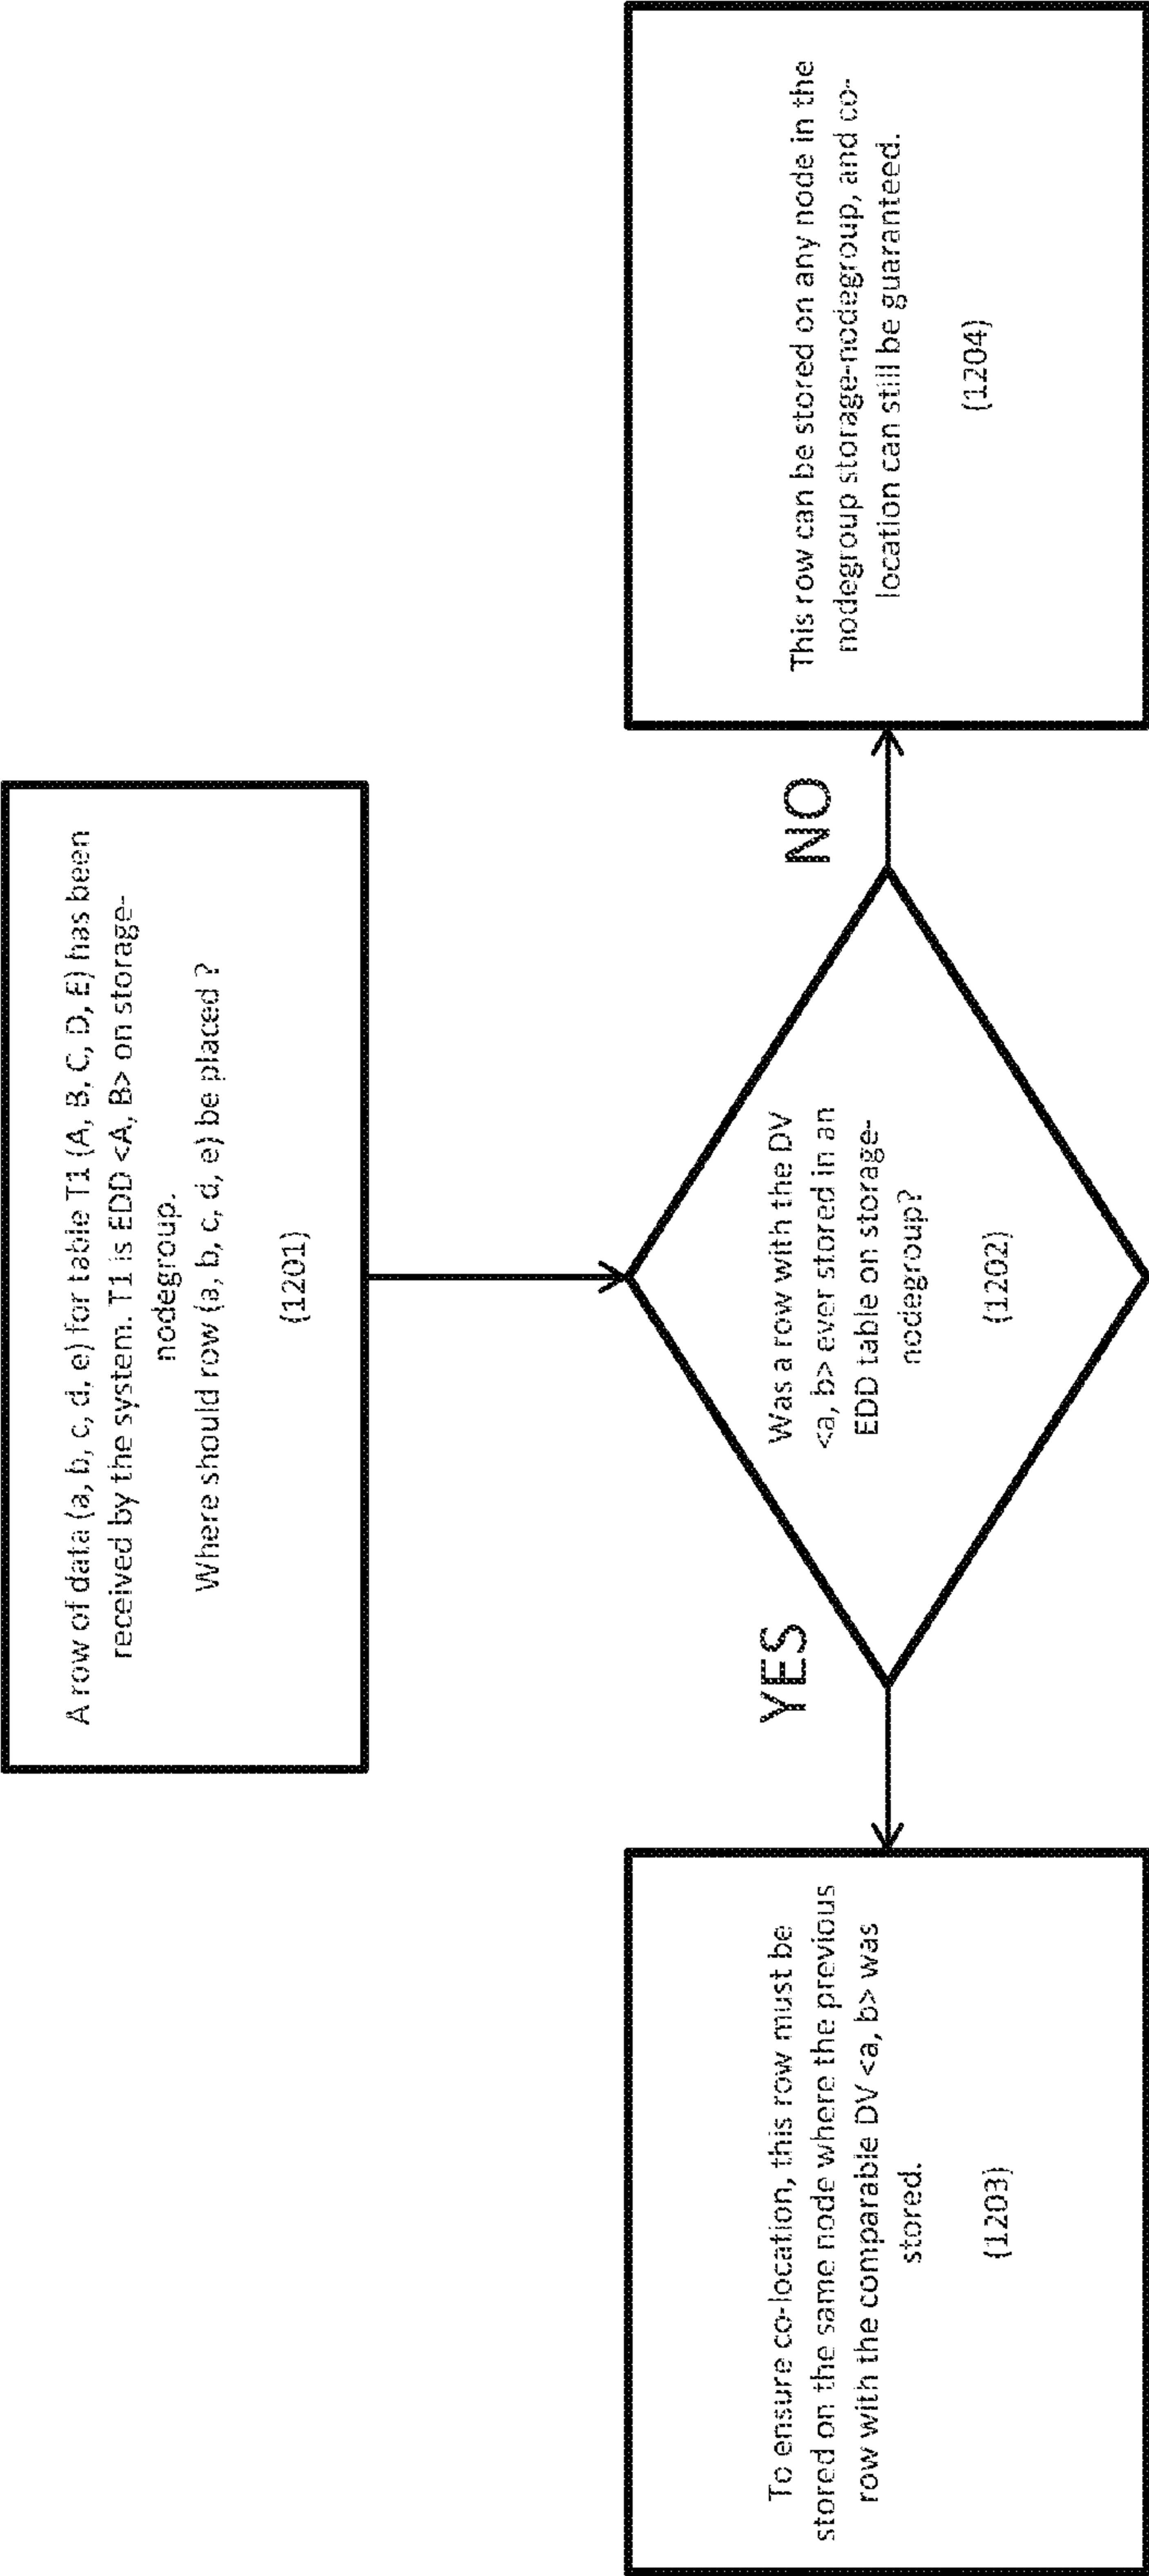 A row of data (a, b, c, d, e) for table T1 (A, B, C, D, E) has been
received by the system. T1 is EDD <A, B> on storage-
nodegroup.
Where should row (a, b, c, d, e) be placed ?
(1201)
Was a row with the DV
<a, b> ever stored in an
EDD table on storage-
nodegroup?
(1202)
YES
NO
To ensure co-location, this row must be
stored on the same node where the previous
row with the comparable DV <a, b> was
stored.
(1203)
This row can be stored on any node in the
nodegroup storage-nodegroup, and co-
location can still be guaranteed.
(1204)